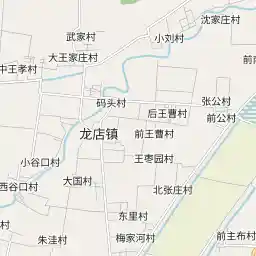 沈家庄村
武家村
小刘村
大王家庄村
中王孝村
前
码头村
张公村
后王曹村
前公村
龙店镇
前王曹村
王枣园村
小谷口村
大国村
西谷口村
北张庄村
东里村
朱洼村
梅家河村
前主布村